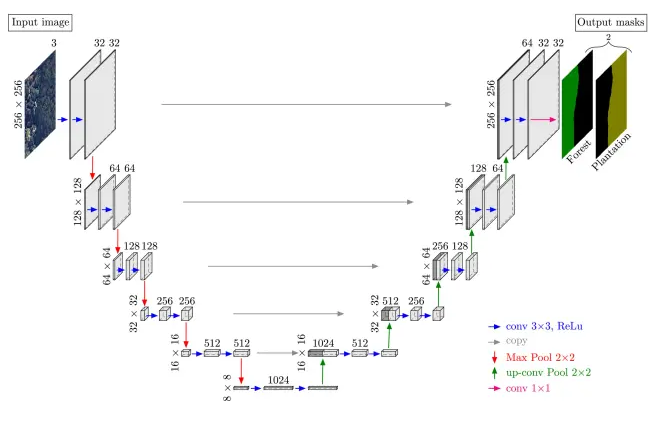 Input image
Output masks
3
32 32
64 32 32
2
256 × 256
256 × 256
Forest
Plantation
64 64
128 64
128 × 128
128 × 128
128 128
256 128
64 × 64
64 × 64
256 256
512 256
32 × 32
32 × 32
512 512
1024 512
16 × 16
16 × 16
1024
8 × 8
conv 3×3, ReLu
copy
Max Pool 2×2
up-conv Pool 2×2
conv 1×1